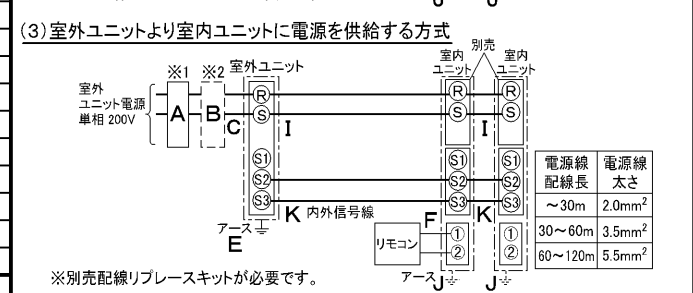 (3)室外ユニットより室内ユニットに電源を供給する方式
※1 ※2 室外ユニット
室内
ユニット
別売
室内
ユニット
室外
ユニット電源
単相 200V
A B C
R
S
I
R
S
I
R
S
S1
S2
S3
S1
S2
S3
S1
S2
S3
K 内外信号線
K
アース
E
F
リモコン
①
②
①
②
アース
J
J
電源線
配線長
電源線
太さ
～30m 2.0mm²
30～60m 3.5mm²
60～120m 5.5mm²
※別売配線リプレースキットが必要です。